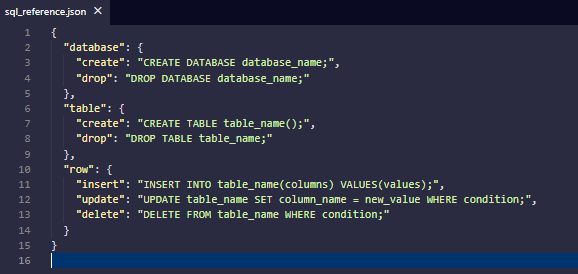 sql_reference.json ×
1 {
2 "database": {
3 "create": "CREATE DATABASE database_name;",
4 "drop": "DROP DATABASE database_name;"
5 },
6 "table": {
7 "create": "CREATE TABLE table_name();",
8 "drop": "DROP TABLE table_name;"
9 },
10 "row": {
11 "insert": "INSERT INTO table_name(columns) VALUES(values);",
12 "update": "UPDATE table_name SET column_name = new_value WHERE condition;",
13 "delete": "DELETE FROM table_name WHERE condition;"
14 }
15 }
16